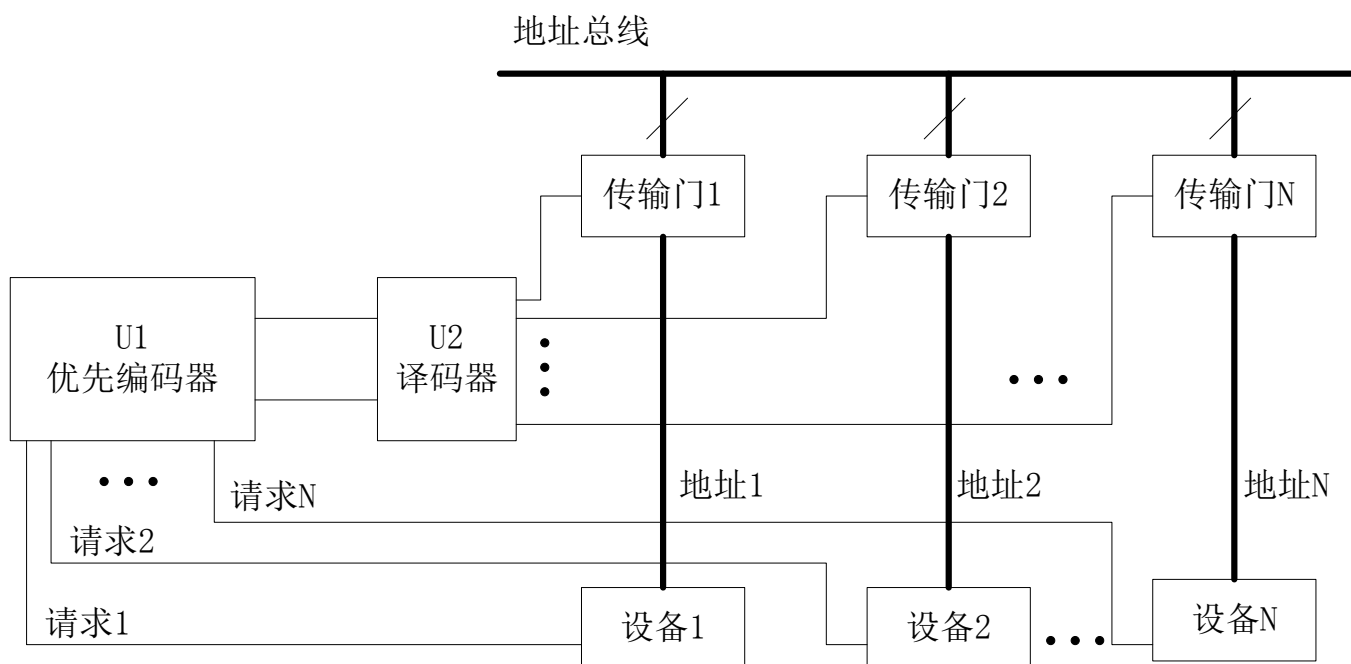 地址总线
传输门1
传输门2
传输门N
U1
优先编码器
U2
译码器
地址1
地址2
地址N
请求N
请求2
请求1
设备1
设备2
设备N